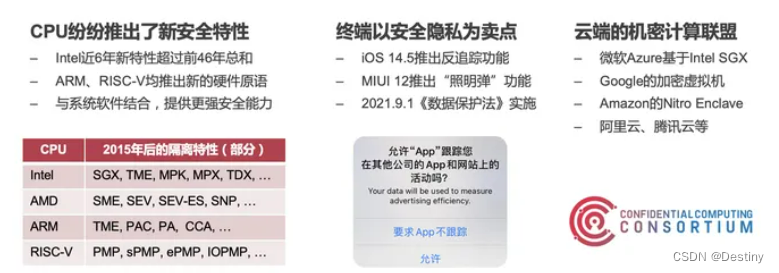 CPU纷纷推出了新安全特性
• Intel近6年新特性超过前46年总和
• ARM、RISC-V均推出新的硬件原语
• 与系统软件结合，提供更强安全能力
CPU 2015年后的隔离特性（部分）
Intel SGX, TME, MPK, MPX, TDX, …
AMD SME, SEV, SEV-ES, SNP, …
ARM TME, PAC, PA, CCA, …
RISC-V PMP, sPMP, ePMP, IOPMP, …
终端以安全隐私为卖点
• iOS 14.5推出反追踪功能
• MIUI 12推出“照明弹”功能
• 2021.9.1《数据保护法》实施
允许“App”跟踪您
在其他公司的App和网站上的
活动吗？
Your data will be used to measure
advertising efficiency.
要求App不跟踪
允许
云端的机密计算联盟
• 微软Azure基于Intel SGX
• Google的加密虚拟机
• Amazon的Nitro Enclave
• 阿里云、腾讯云等
CONFIDENTIAL COMPUTING
CONSORTIUM
CSDN @Destiny